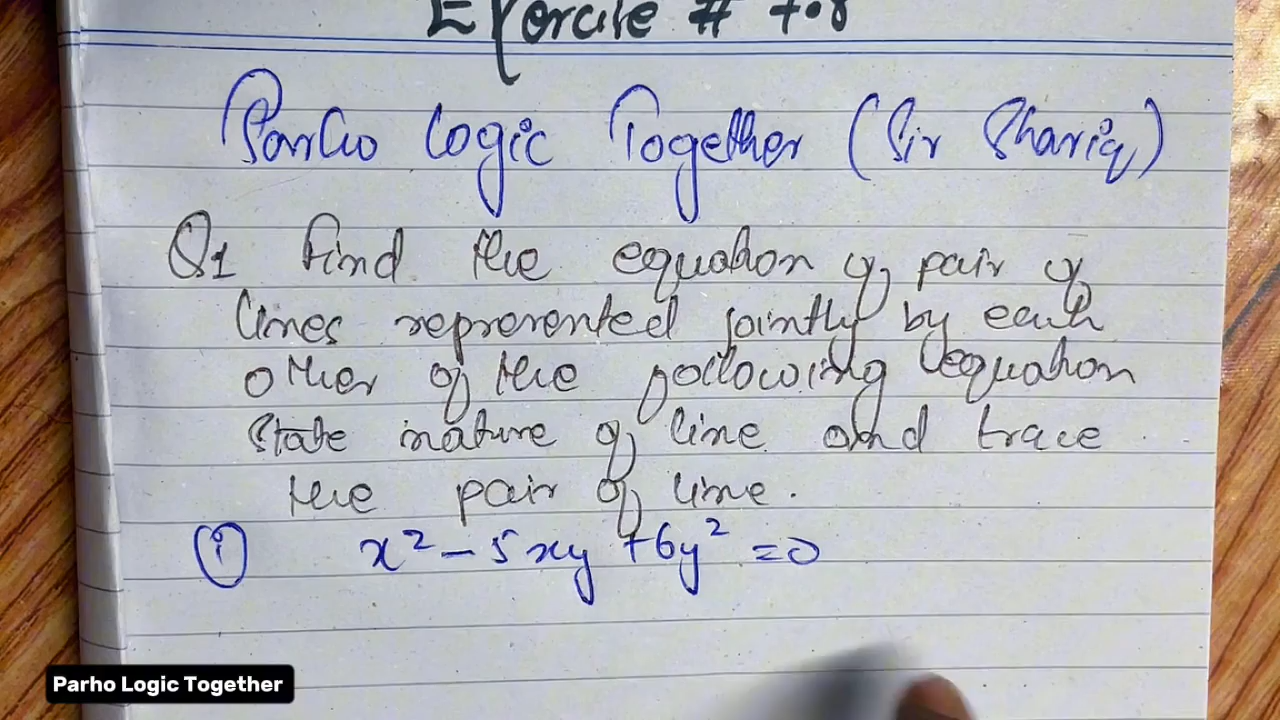 Exercise # 7.8
Parho Logic Together (Sir Shariq)
Q1 Find the equation of pair of
lines represented jointly by each
other of the following equation
State nature of line and trace
the pair of line.
(i) x² - 5xy + 6y² = 0
Parho Logic Together